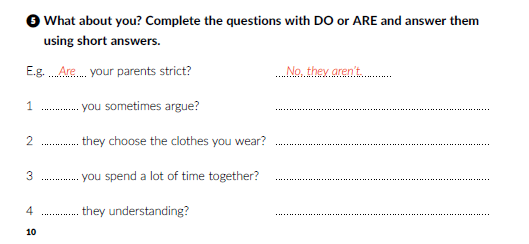 5 What about you? Complete the questions with DO or ARE and answer them
using short answers.
E.g. ...Are... your parents strict? ...No, they aren't...........
1 ............. you sometimes argue? ..........................................................................
2 ............. they choose the clothes you wear? ..........................................................................
3 ............. you spend a lot of time together? ..........................................................................
4 ............. they understanding? ..........................................................................
10